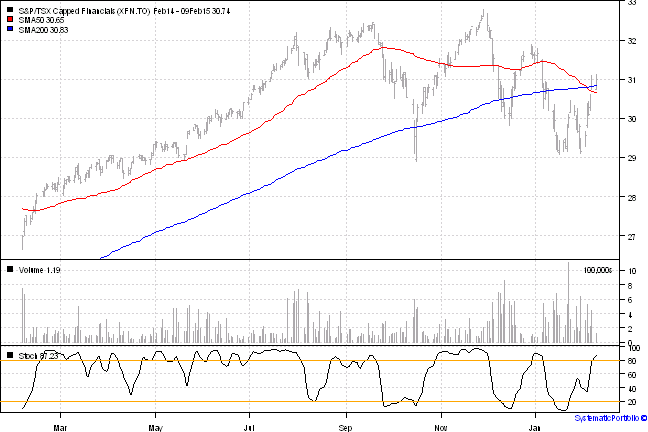 S&P/TSX Capped Financials (XFN.TO) Feb14 - 09Feb15 30.74
SMA50 30.65
SMA200 30.83
33
32
31
30
29
28
27
Volume 1.19
100,000s
10
8
6
4
2
0
Stoch 87.23
100
80
60
40
20
Mar May Jul Sep Nov Jan
SystematicPortfolio ©